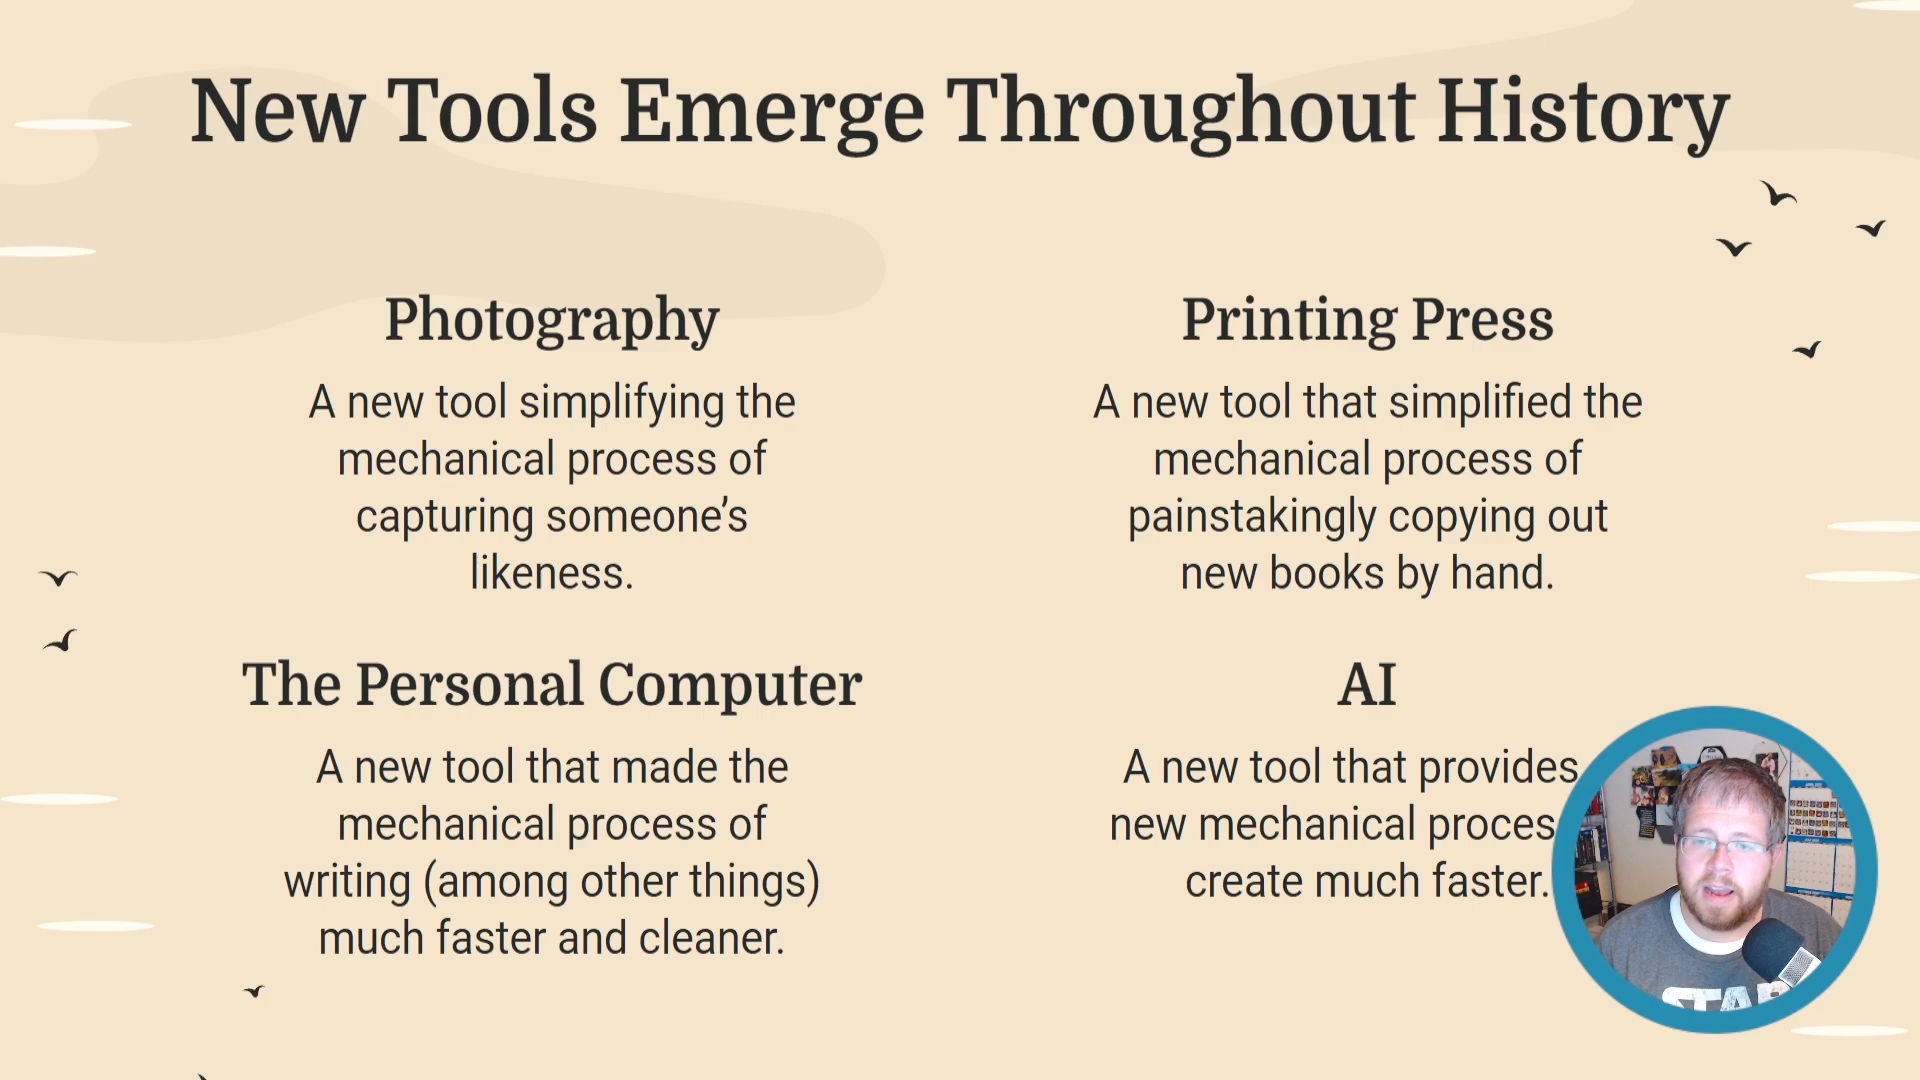 New Tools Emerge Throughout History
Photography
A new tool simplifying the
mechanical process of
capturing someone’s
likeness.
Printing Press
A new tool that simplified the
mechanical process of
painstakingly copying out
new books by hand.
The Personal Computer
A new tool that made the
mechanical process of
writing (among other things)
much faster and cleaner.
AI
A new tool that provides
new mechanical
create much faster.